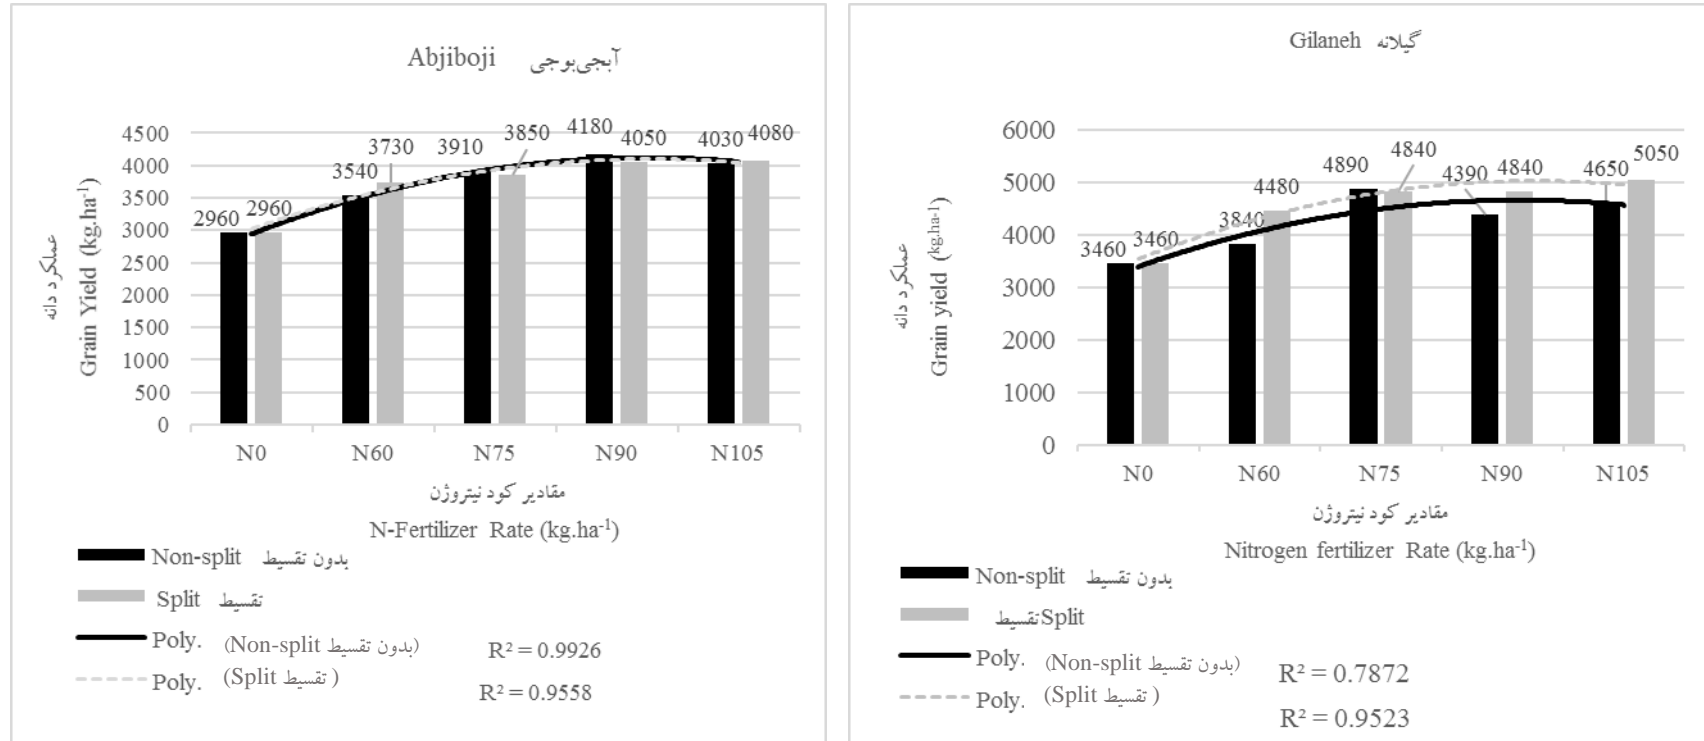 Abjiboji آبجی‌بوجی
4500
4000
3500
3000
2500
2000
1500
1000
500
0
2960 2960 3540 3730 3910 3850 4180 4050 4030 4080
N0 N60 N75 N90 N105
عملکرد دانه
Grain Yield (kg.ha-1)
مقادیر کود نیتروژن
N-Fertilizer Rate (kg.ha-1)
Non-split بدون تقسیط
Split تقسیط
Poly. (Non-split بدون تقسیط) R² = 0.9926
Poly. (Split تقسیط ) R² = 0.9558
Gilaneh گیلانه
6000
5000
4000
3000
2000
1000
0
3460 3460 3840 4480 4890 4840 4390 4840 4650 5050
N0 N60 N75 N90 N105
عملکرد دانه
Grain yield (kg.ha-1)
مقادیر کود نیتروژن
Nitrogen fertilizer Rate (kg.ha-1)
Non-split بدون تقسیط
تقسیط Split
Poly. (Non-split بدون تقسیط) R² = 0.7872
Poly. (Split تقسیط )
R² = 0.9523